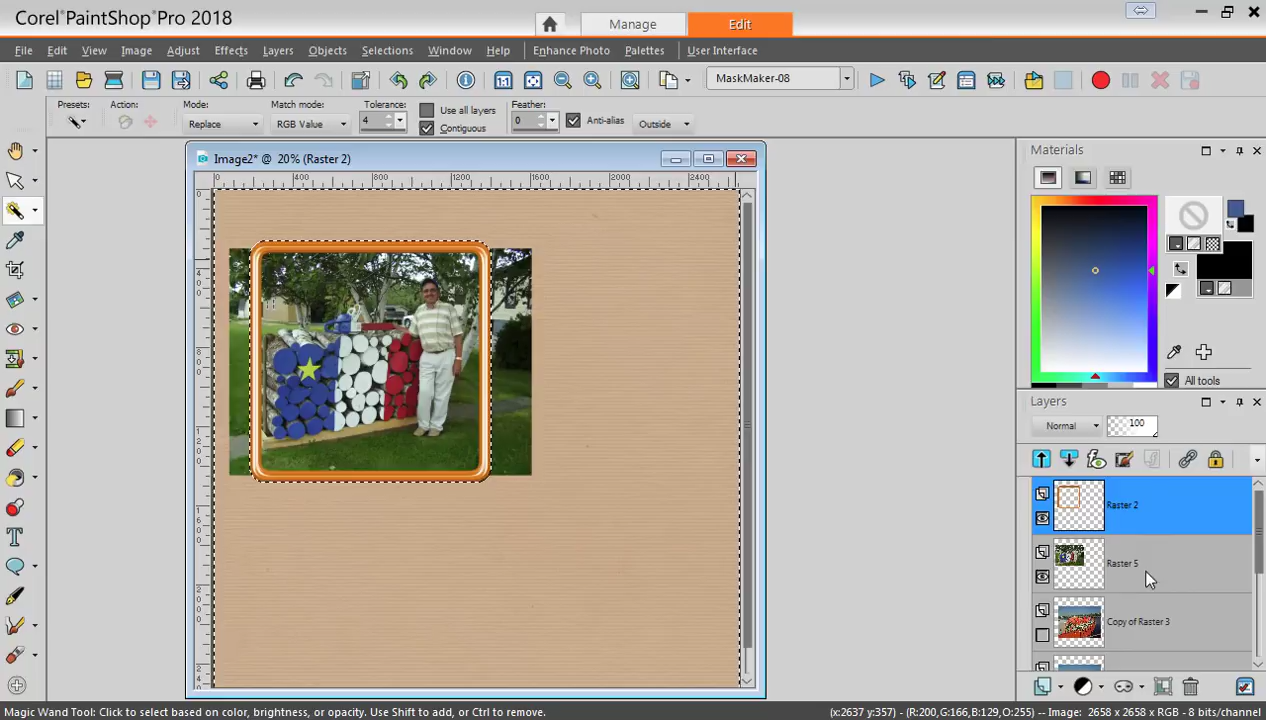 Corel® PaintShop® Pro 2018
Manage
Edit
File Edit View Image Adjust Effects Layers Objects Selections Window Help Enhance Photo Palettes User Interface
MaskMaker-08
Presets:
Action:
Mode:
Replace
Match mode:
RGB Value
Tolerance:
4
Use all layers
Contiguous
Feather:
0
Anti-alias
Outside
Image2* @ 20% (Raster 2)
0 400 800 1200 1600 2000 2400
Materials
All tools
Layers
Normal
100
Raster 2
Raster 5
Copy of Raster 3
Magic Wand Tool: Click to select based on color, brightness, or opacity. Use Shift to add, or Ctrl to remove.
(x:2637 y:357) - (R:200,G:166,B:129,O:255) -- Image: 2658 x 2658 x RGB - 8 bits/channel